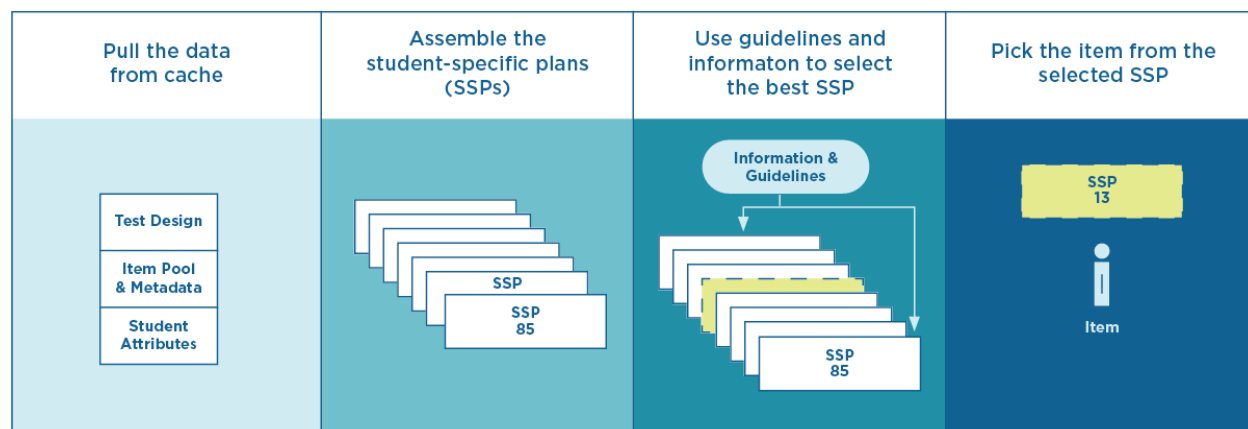 Pull the data
from cache
Assemble the
student-specific plans
(SSPs)
Use guidelines and
informaton to select
the best SSP
Pick the item from the
selected SSP
Test Design
Item Pool
& Metadata
Student
Attributes
SSP
SSP
85
Information &
Guidelines
SSP
85
SSP
13
Item